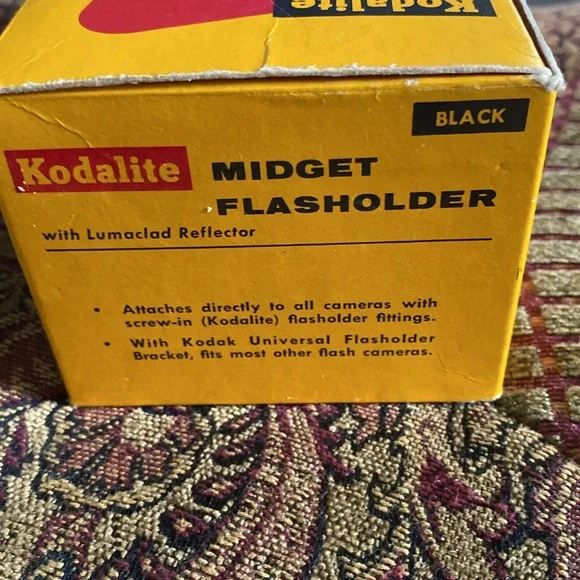 Kodalite
BLACK
Kodalite MIDGET
FLASHOLDER
with Lumaclad Reflector
• Attaches directly to all cameras with
screw-in (Kodalite) flasholder fittings.
• With Kodak Universal Flasholder
Bracket, fits most other flash cameras.